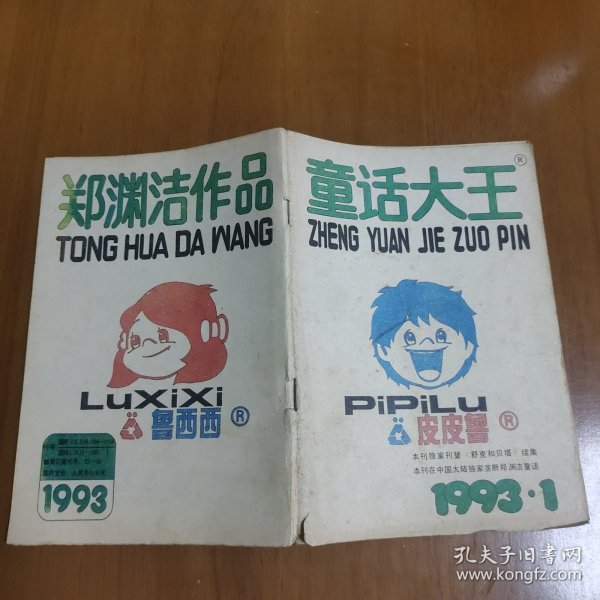 郑渊洁作品
TONG HUA DA WANG
LuXiXi
鲁西西 ®
1993
童话大王®
ZHENG YUAN JIE ZUO PIN
PiPiLu
皮皮鲁 ®
本刊独家刊登《舒克和贝塔》续集
本刊在中国大陆独家垄断郑渊洁童话
1993·1
孔夫子旧书网
www.kongfz.com